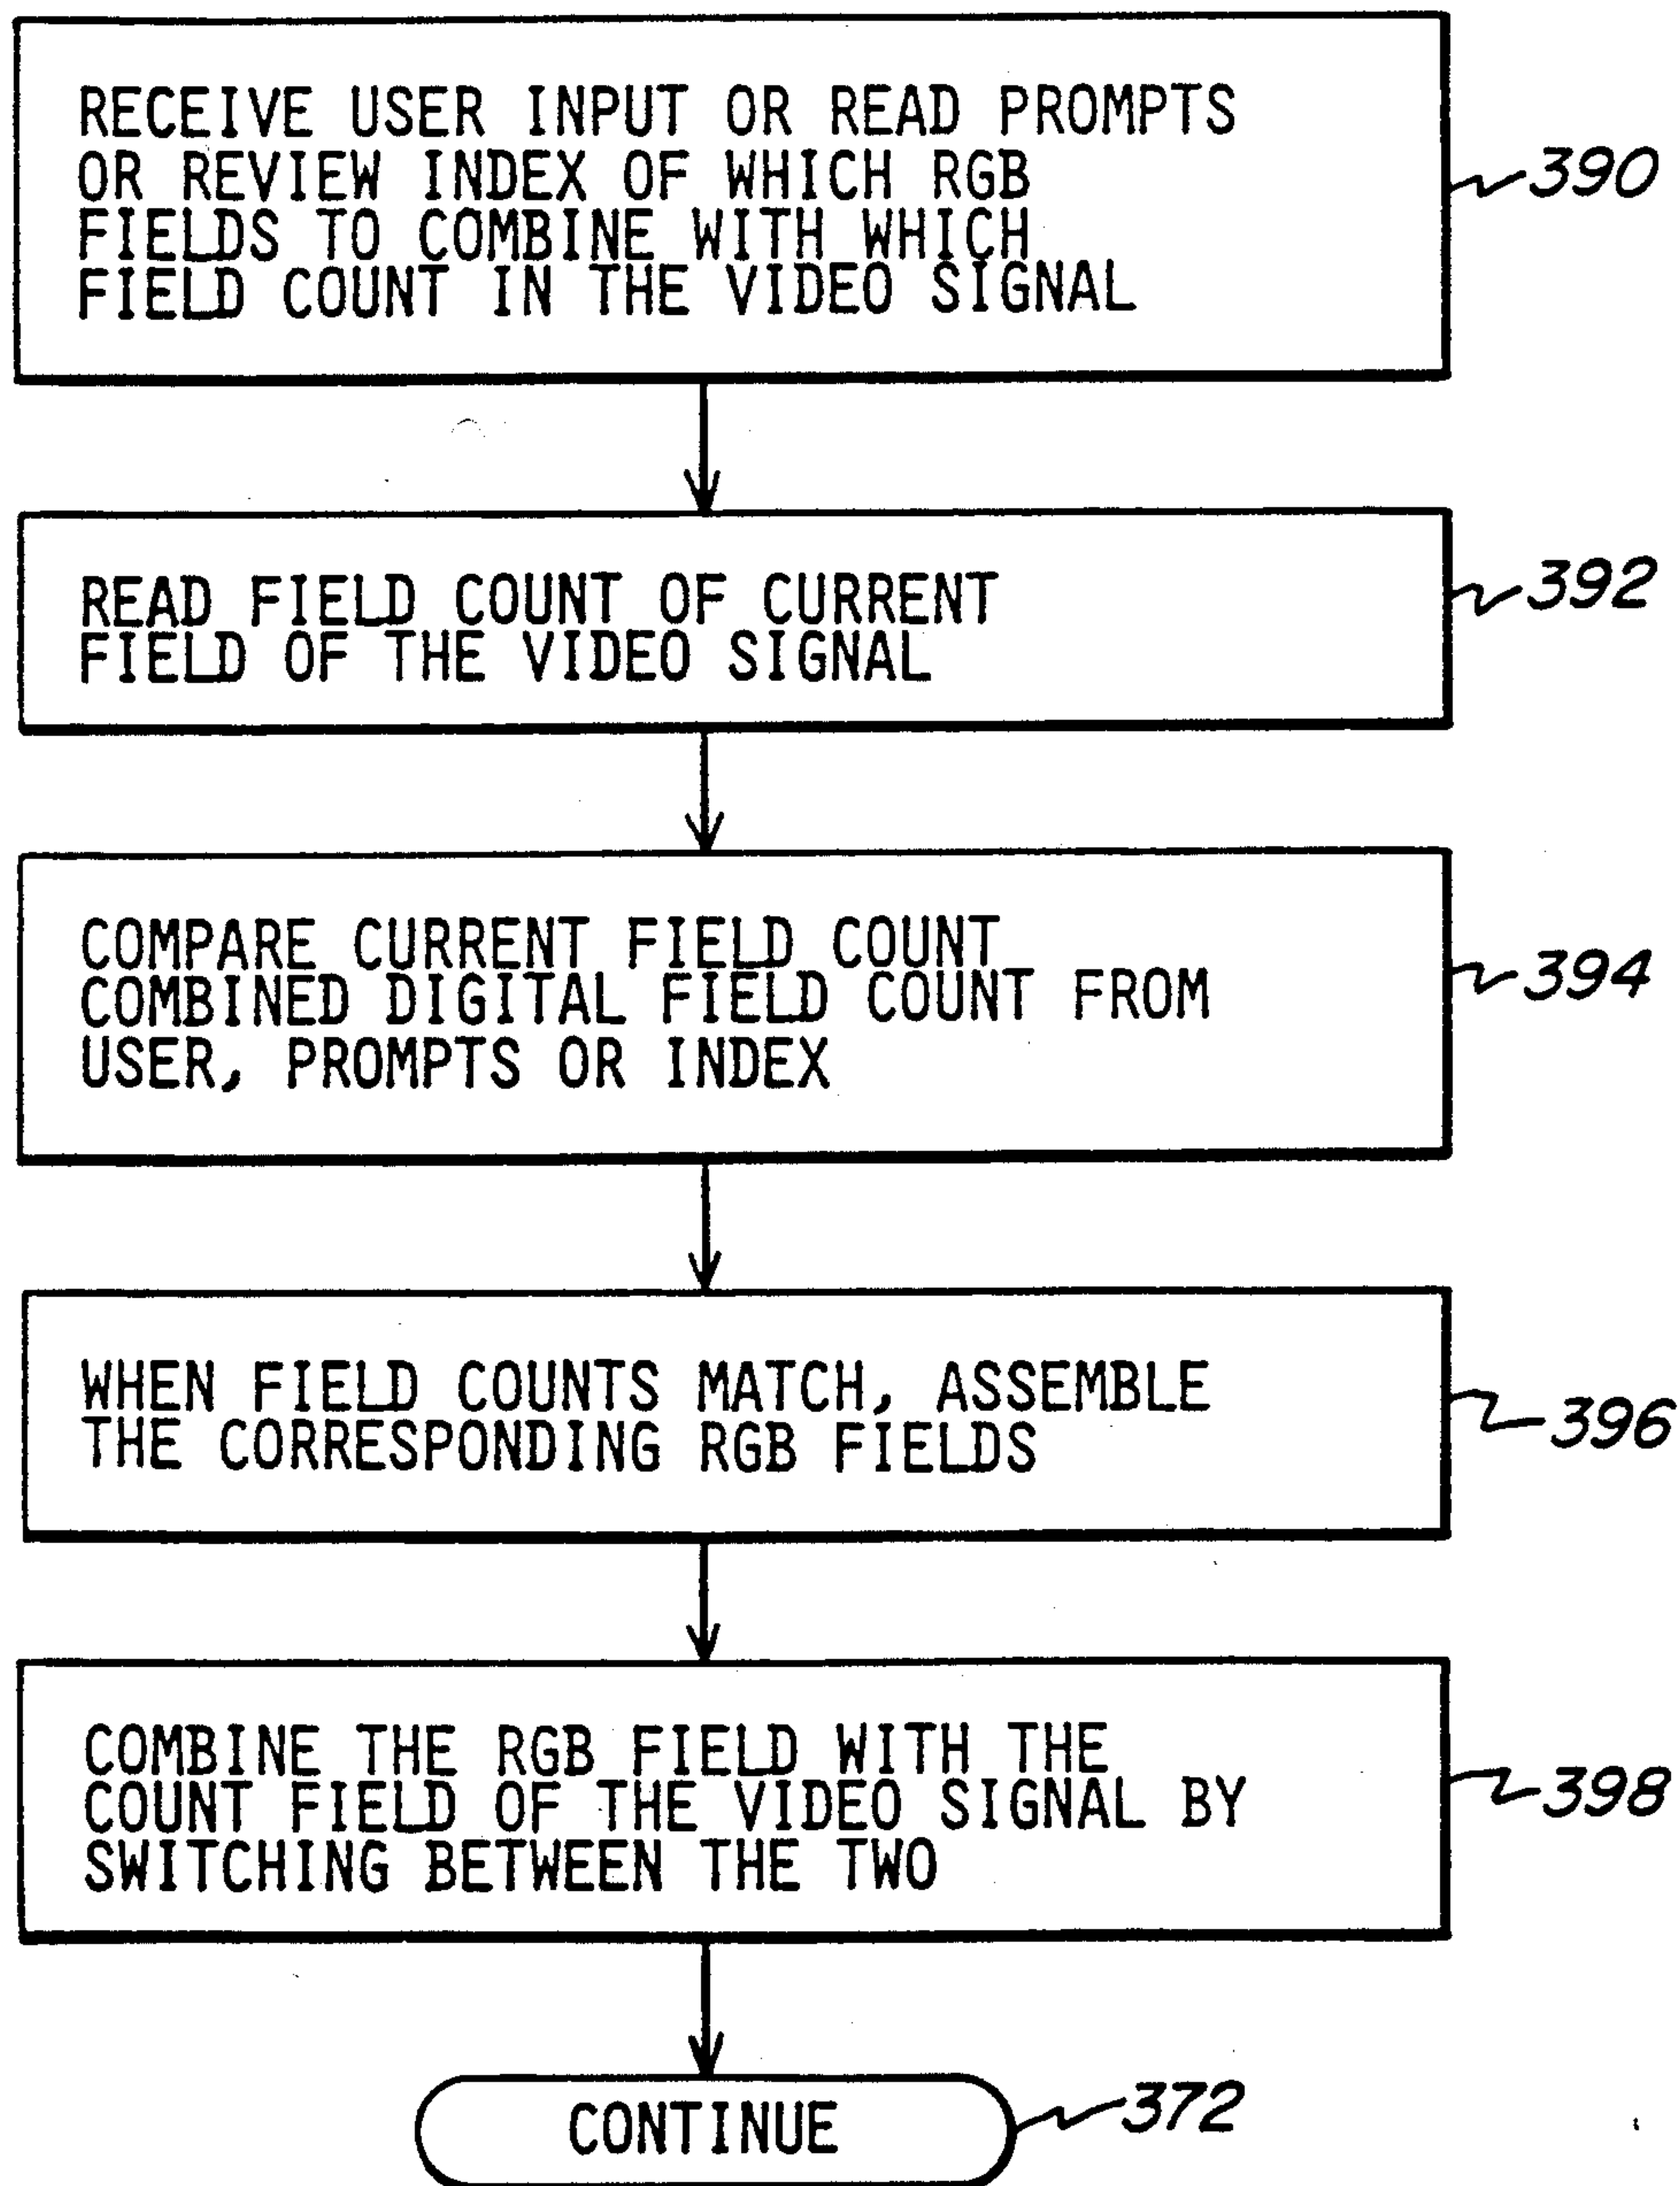 RECEIVE USER INPUT OR READ PROMPTS
OR REVIEW INDEX OF WHICH RGB
FIELDS TO COMBINE WITH WHICH
FIELD COUNT IN THE VIDEO SIGNAL
390
READ FIELD COUNT OF CURRENT
FIELD OF THE VIDEO SIGNAL
392
COMPARE CURRENT FIELD COUNT
COMBINED DIGITAL FIELD COUNT FROM
USER, PROMPTS OR INDEX
394
WHEN FIELD COUNTS MATCH, ASSEMBLE
THE CORRESPONDING RGB FIELDS
396
COMBINE THE RGB FIELD WITH THE
COUNT FIELD OF THE VIDEO SIGNAL BY
SWITCHING BETWEEN THE TWO
398
CONTINUE
372